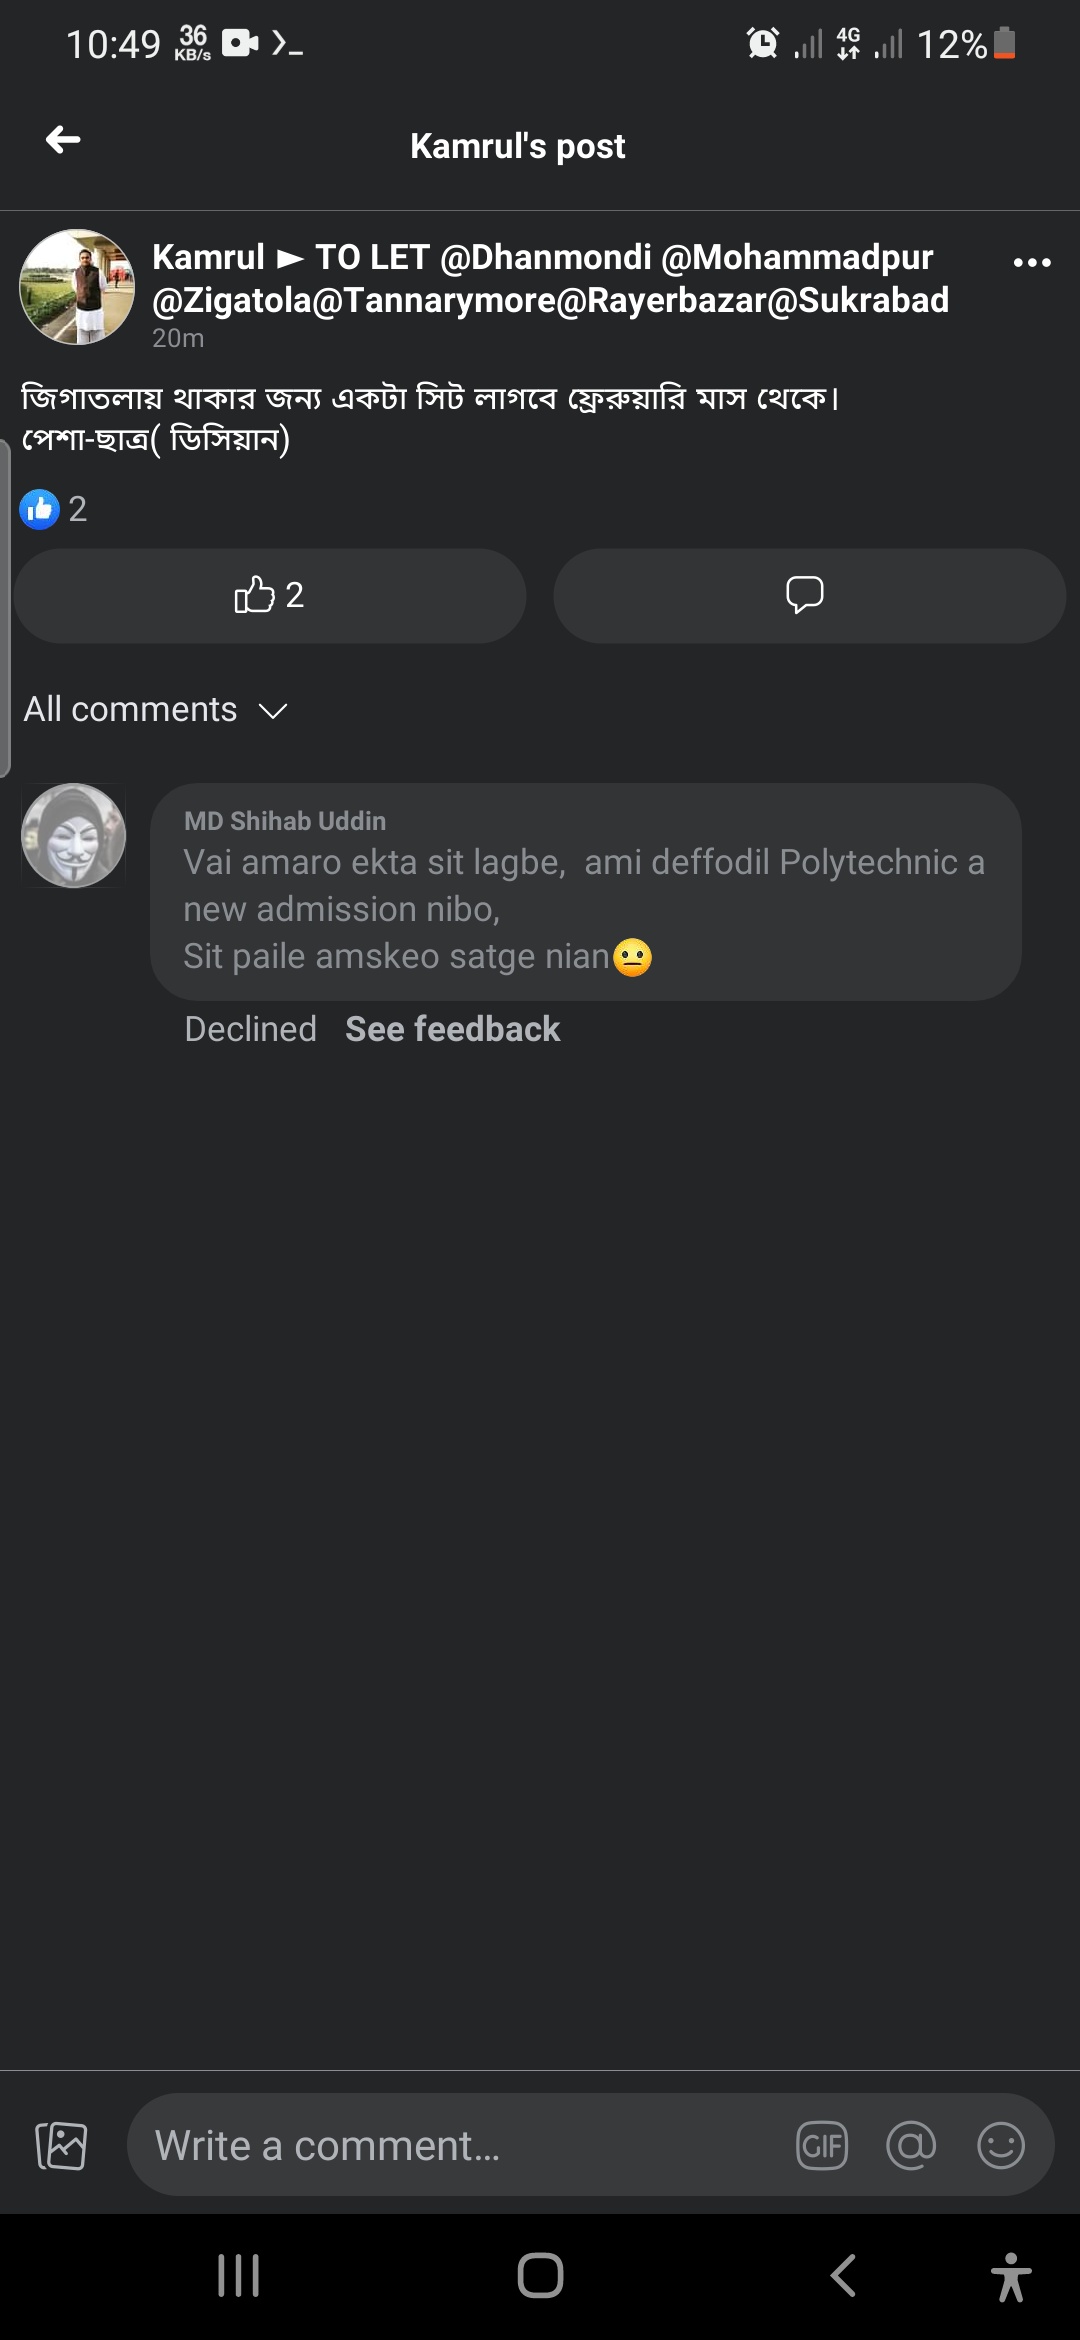 10:49 36 KB/s 4G 12%
Kamrul's post
Kamrul ► TO LET @Dhanmondi @Mohammadpur
@Zigatola@Tannarymore@Rayerbazar@Sukrabad
20m
জিগাতলায় থাকার জন্য একটা সিট লাগবে ফ্রেরুয়ারি মাস থেকে।
পেশা-ছাত্র( ডিসিয়ান)
2
2
All comments
MD Shihab Uddin
Vai amaro ekta sit lagbe,  ami deffodil Polytechnic a
new admission nibo,
Sit paile amskeo satge nian😐
Declined See feedback
Write a comment... GIF @